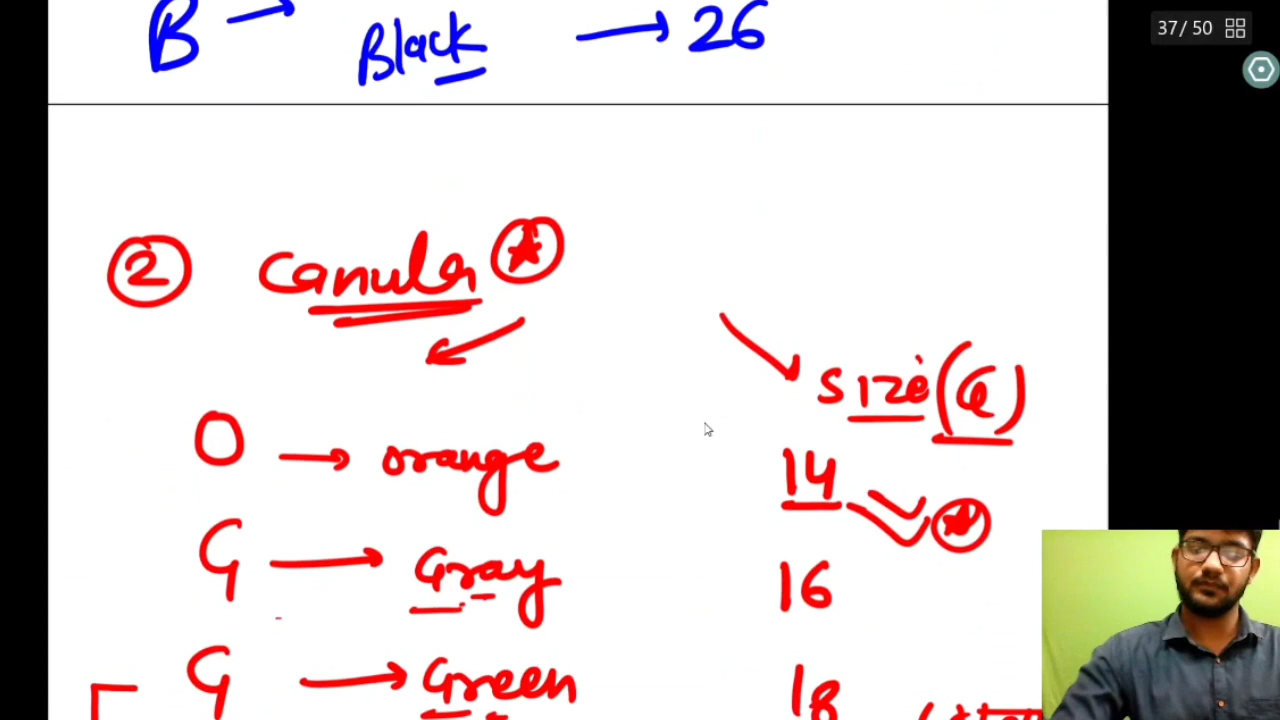 B → Black → 26
37/ 50
② Canula
Size (G)
O → orange 14
G → Gray 16
G → Green 18